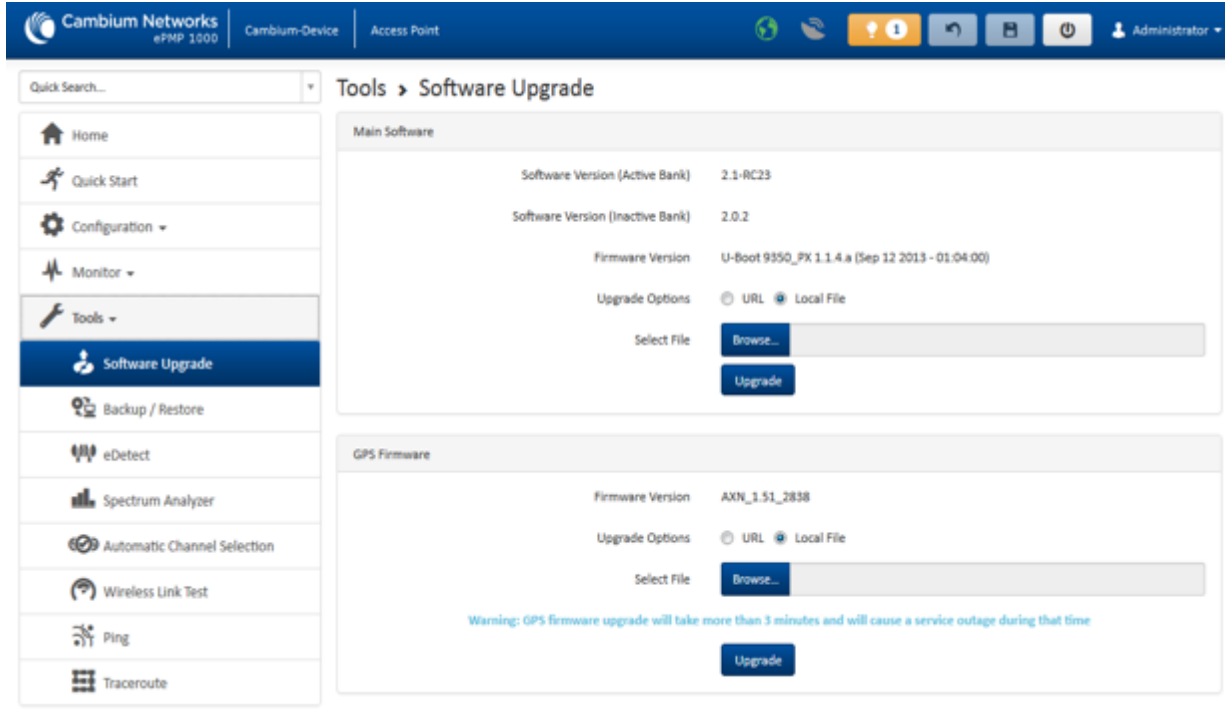 Cambium Networks
ePMP 1000
Cambium-Device
Access Point
1
Administrator
Quick Search...
Tools > Software Upgrade
Home
Quick Start
Configuration
Monitor
Tools
Software Upgrade
Backup / Restore
eDetect
Spectrum Analyzer
Automatic Channel Selection
Wireless Link Test
Ping
Traceroute
Main Software
Software Version (Active Bank) 2.1-RC23
Software Version (Inactive Bank) 2.0.2
Firmware Version U-Boot 9350_PX 1.1.4.a (Sep 12 2013 - 01:04:00)
Upgrade Options URL Local File
Select File Browse...
Upgrade
GPS Firmware
Firmware Version AXN_1.51_2838
Upgrade Options URL Local File
Select File Browse...
Warning: GPS firmware upgrade will take more than 3 minutes and will cause a service outage during that time
Upgrade